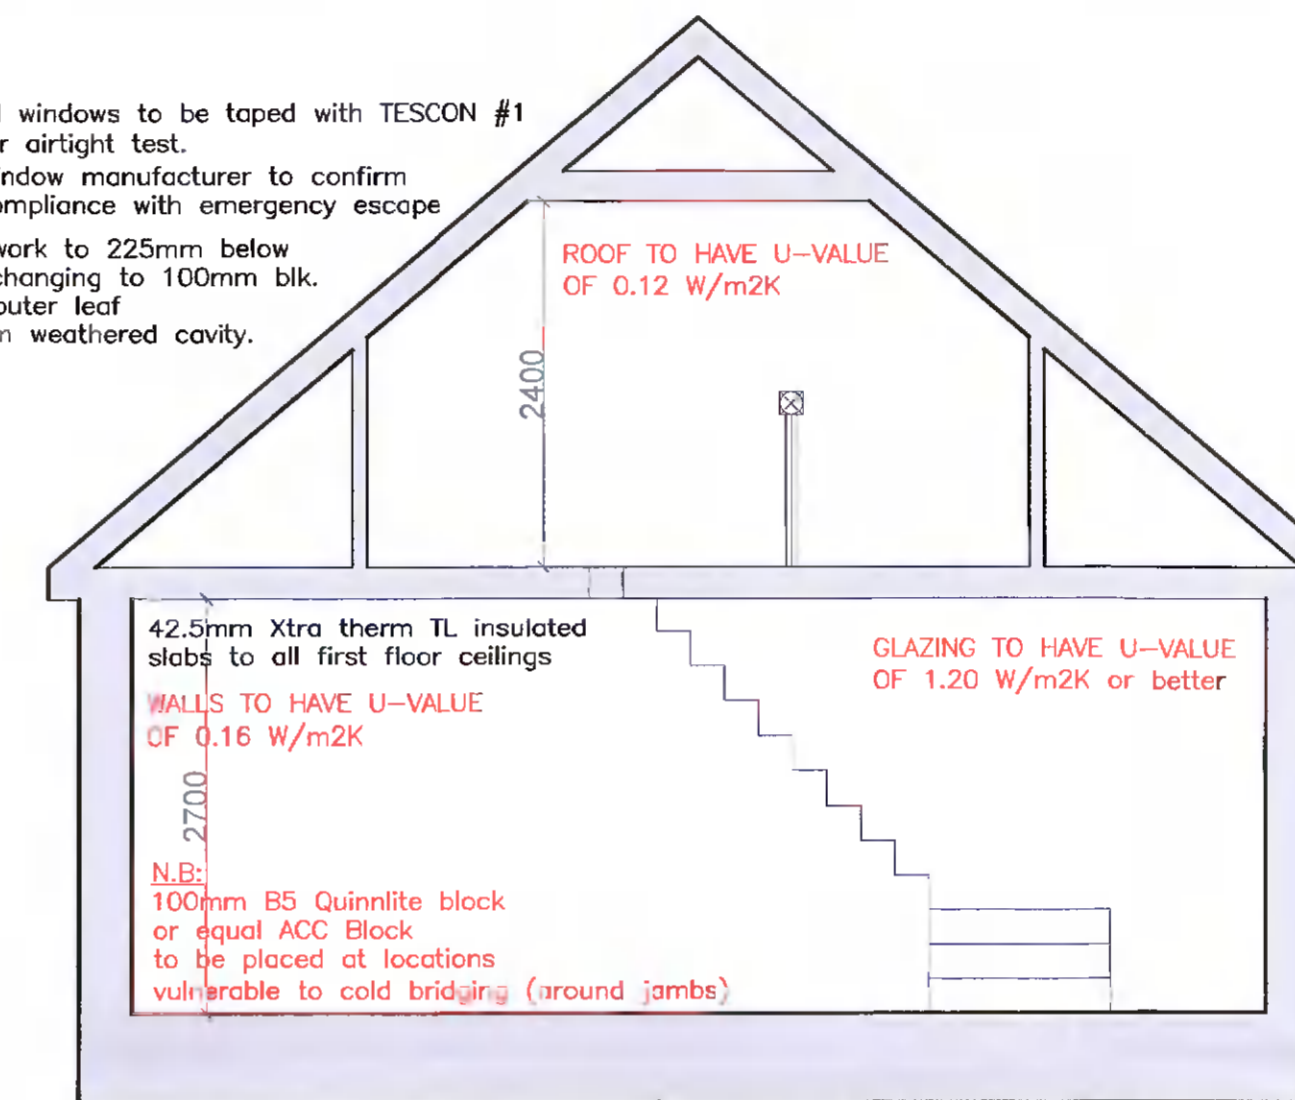 windows to be taped with TESCON #1
airtight test.
manufacturer to confirm
with emergency escape
to 225mm below
changing to 100mm blk.
outer leaf
weathered cavity.
ROOF TO HAVE U-VALUE
OF 0.12 W/m2K
2400
42.5mm Xtra therm TL insulated
slabs to all first floor ceilings
WALLS TO HAVE U-VALUE
OF 0.16 W/m2K
GLAZING TO HAVE U-VALUE
OF 1.20 W/m2K or better
2700
N.B:
100mm B5 Quinnlite block
or equal ACC Block
to be placed at locations
vulnerable to cold bridging (around jambs)